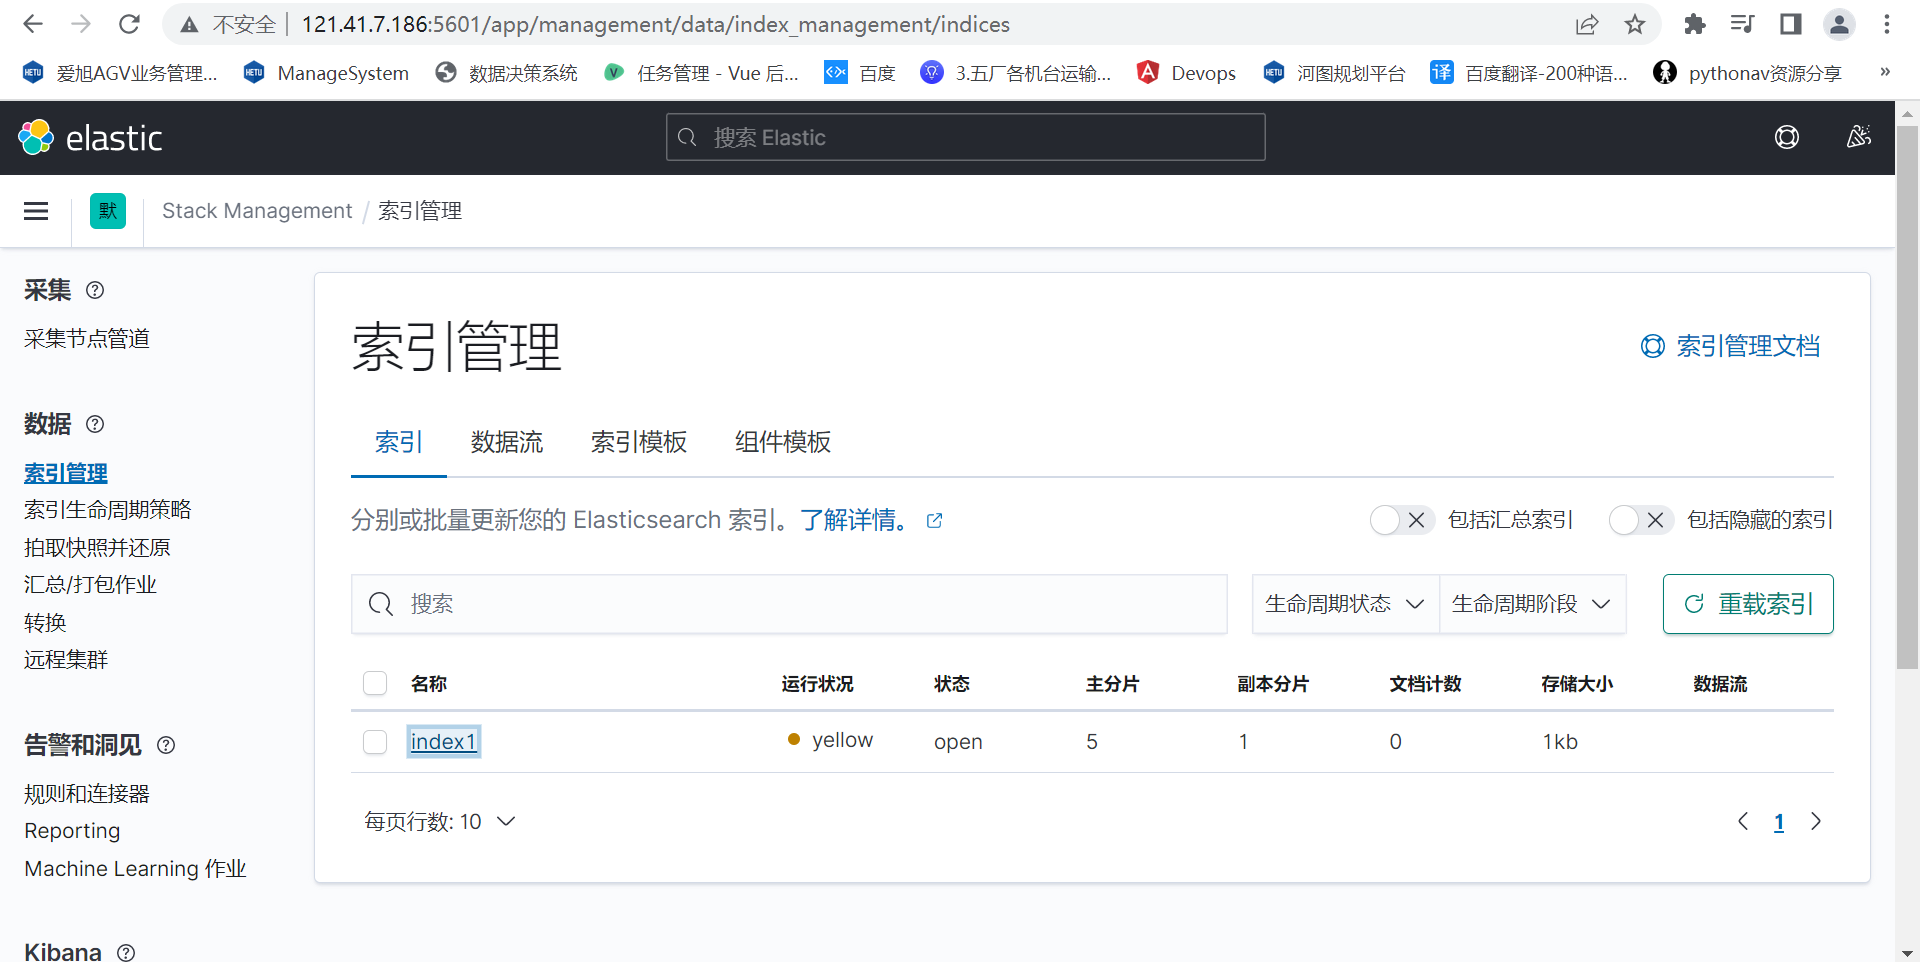 不安全 121.41.7.186:5601/app/management/data/index_management/indices
爱旭AGV业务管理... ManageSystem 数据决策系统 任务管理 - Vue 后... 百度 3.五厂各机台运输... Devops 河图规划平台 百度翻译-200种语... pythonav资源分享 »
elastic 搜索 Elastic
默 Stack Management / 索引管理
采集
采集节点管道
数据
索引管理
索引生命周期策略
拍取快照并还原
汇总/打包作业
转换
远程集群
告警和洞见
规则和连接器
Reporting
Machine Learning 作业
Kibana
索引管理
索引管理文档
索引 数据流 索引模板 组件模板
分别或批量更新您的 Elasticsearch 索引。了解详情。 包括汇总索引 包括隐藏的索引
搜索 生命周期状态 生命周期阶段 重载索引
名称 运行状况 状态 主分片 副本分片 文档计数 存储大小 数据流
index1 yellow open 5 1 0 1kb
每页行数: 10 1